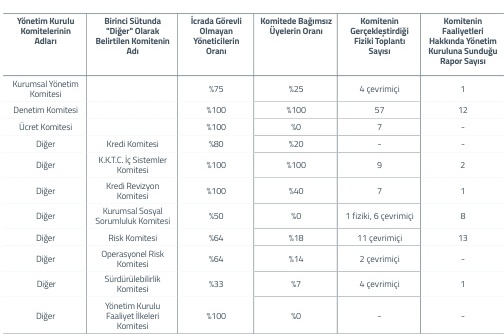 Yönetim Kurulu Komitelerinin Adları | Birinci Sütunda "Diğer" Olarak Belirtilen Komitenin Adı | İcrada Görevli Olmayan Yöneticilerin Oranı | Komitede Bağımsız Üyelerin Oranı | Komitenin Gerçekleştirdiği Fiziki Toplantı Sayısı | Komitenin Faaliyetleri Hakkında Yönetim Kuruluna Sunduğu Rapor Sayısı
Kurumsal Yönetim Komitesi | | %75 | %25 | 4 çevrimiçi | 1
Denetim Komitesi | | %100 | %100 | 57 | 12
Ücret Komitesi | | %100 | %0 | 7 | -
Diğer | Kredi Komitesi | %80 | %20 | - | -
Diğer | K.K.T.C. İç Sistemler Komitesi | %100 | %100 | 9 | 2
Diğer | Kredi Revizyon Komitesi | %100 | %40 | 7 | 1
Diğer | Kurumsal Sosyal Sorumluluk Komitesi | %50 | %0 | 1 fiziki, 6 çevrimiçi | 8
Diğer | Risk Komitesi | %64 | %18 | 11 çevrimiçi | 13
Diğer | Operasyonel Risk Komitesi | %64 | %14 | 2 çevrimiçi | -
Diğer | Sürdürülebilirlik Komitesi | %33 | %7 | 4 çevrimiçi | 1
Diğer | Yönetim Kurulu Faaliyet İlkeleri Komitesi | %100 | %0 | - | -